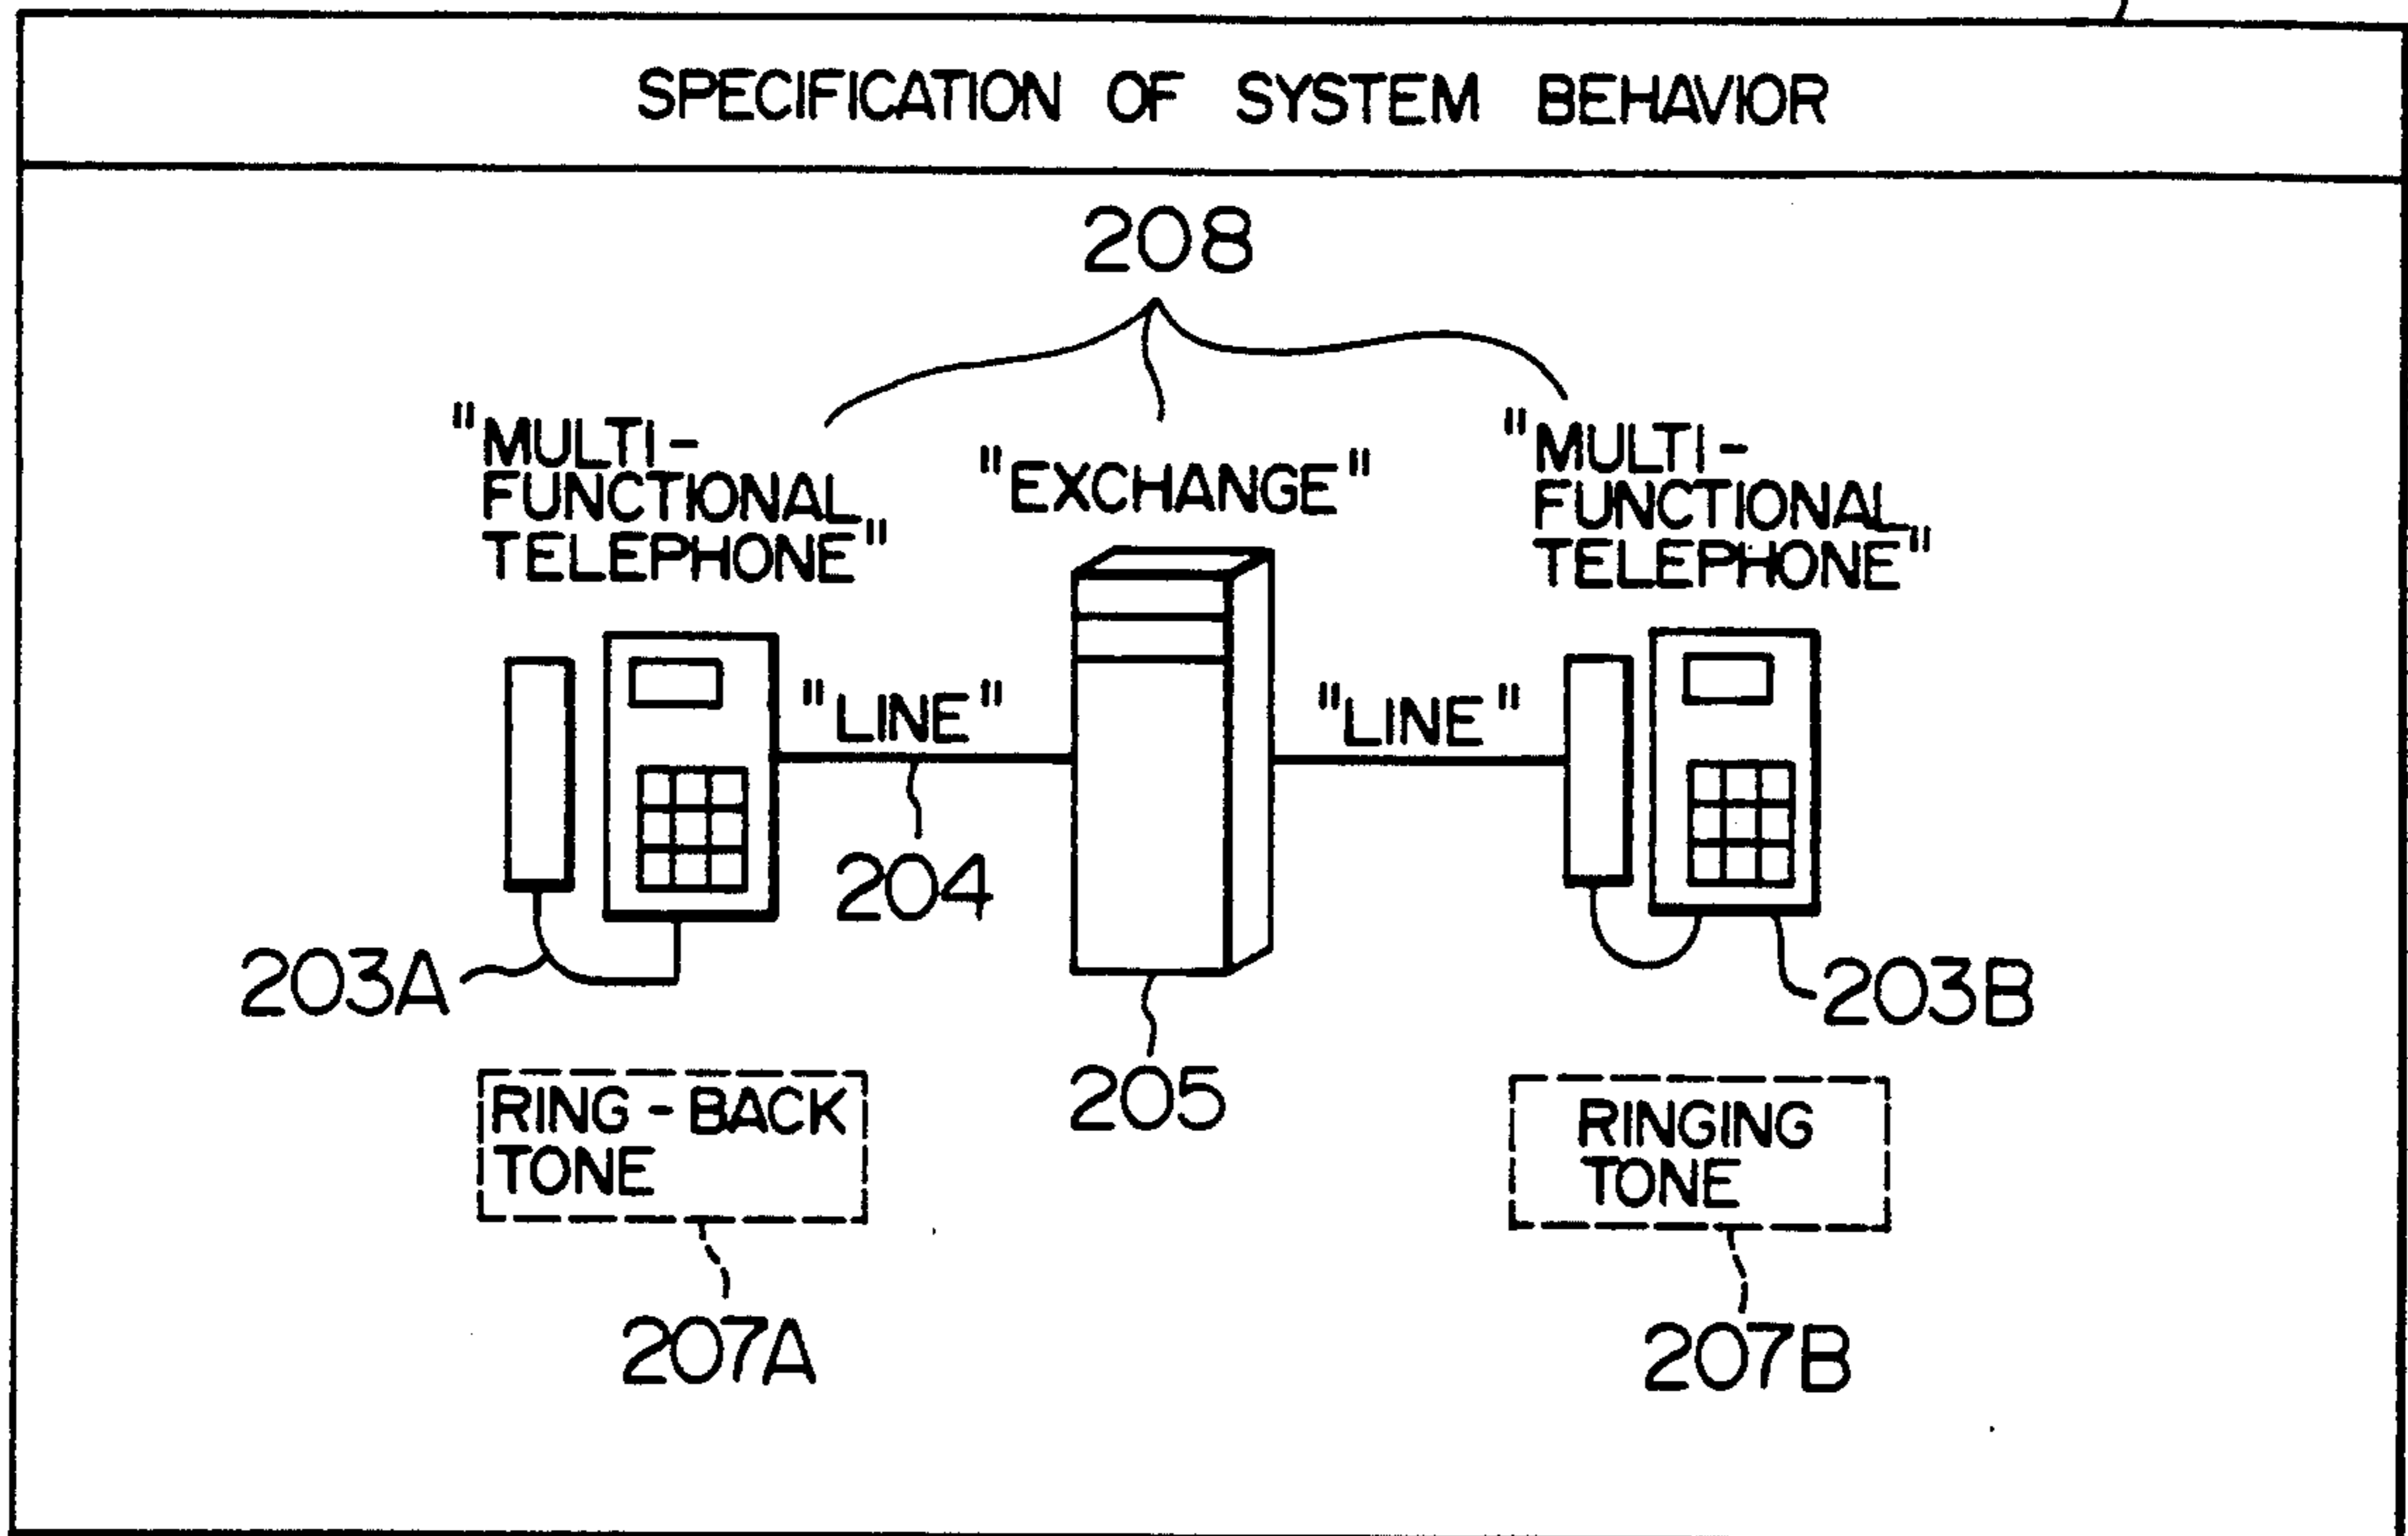 SPECIFICATION OF SYSTEM BEHAVIOR
208
"MULTI-
FUNCTIONAL
TELEPHONE"
"EXCHANGE"
"MULTI-
FUNCTIONAL
TELEPHONE"
"LINE"
"LINE"
204
203A
203B
205
RING-BACK
TONE
RINGING
TONE
207A
207B